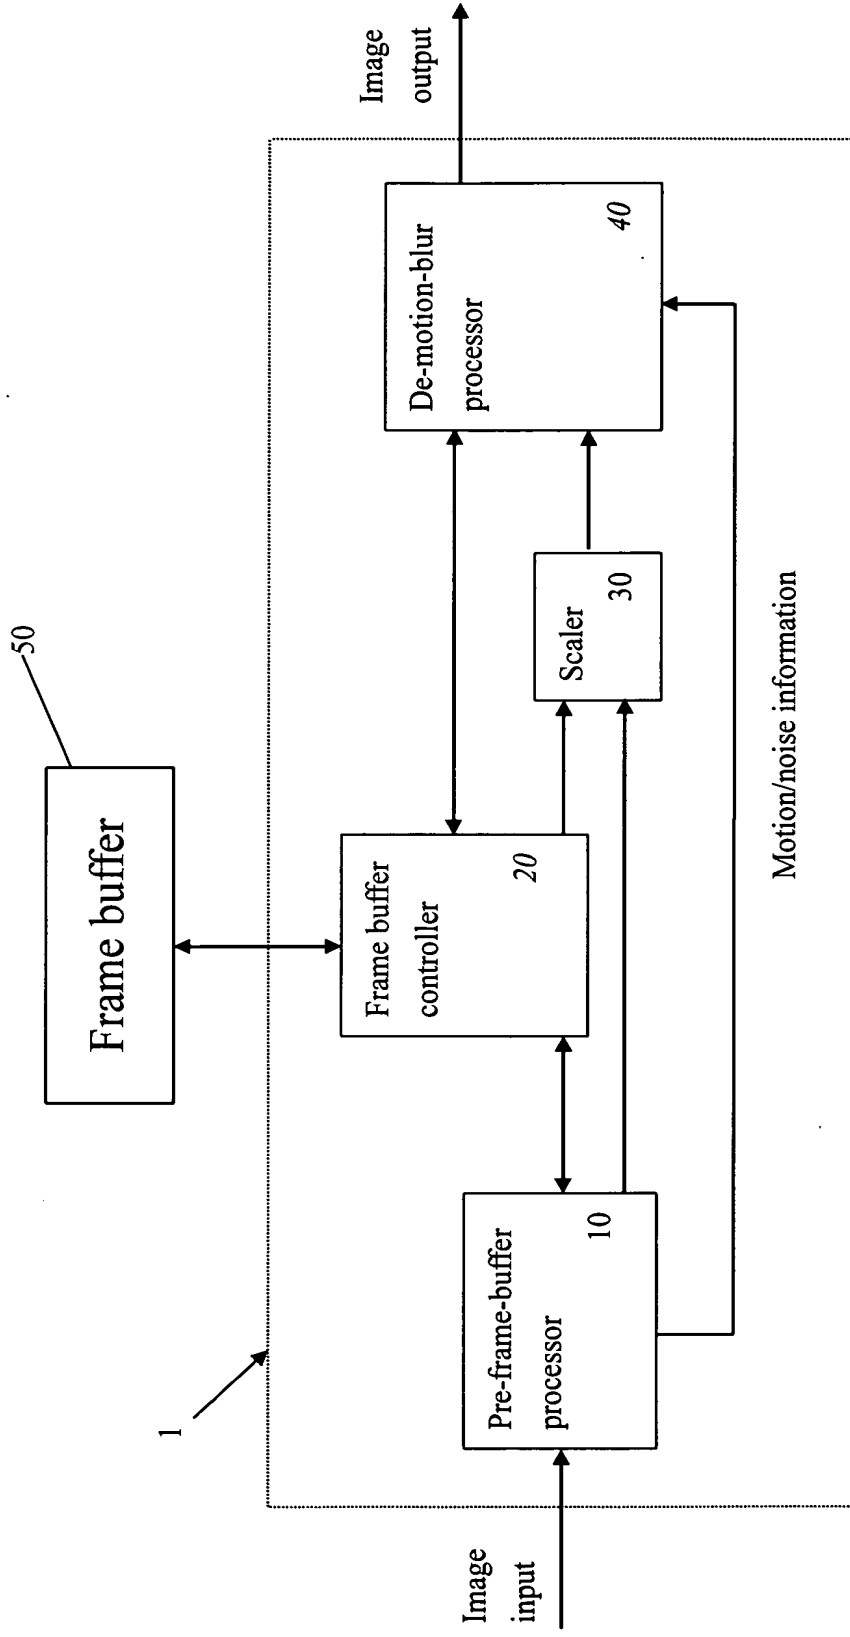 50
Frame buffer
1
Image
output
Frame buffer
controller
20
De-motion-blur
processor
40
Pre-frame-buffer
processor
10
Scaler
30
Image
input
Motion/noise information